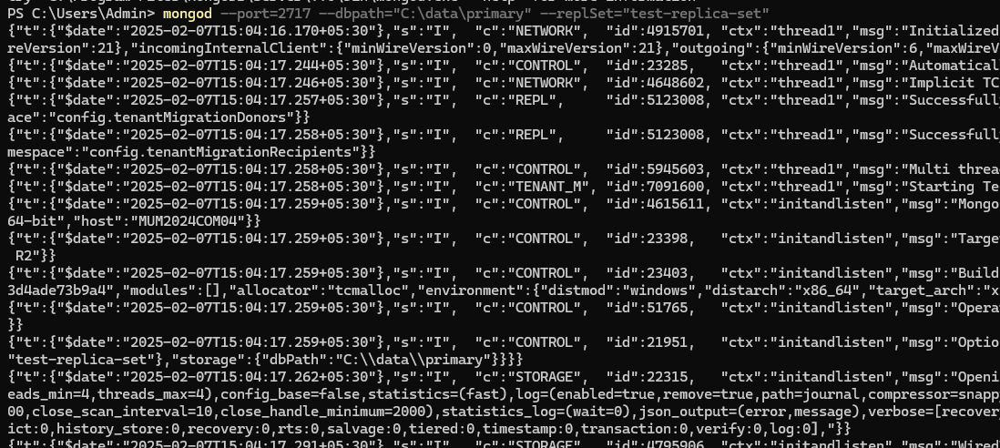 PS C:\Users\Admin> mongod --port=2717 --dbpath="C:\data\primary" --replSet="test-replica-set"
{"t":{"$date":"2025-02-07T15:04:16.170+05:30"},"s":"I",  "c":"NETWORK",  "id":4915701, "ctx":"thread1","msg":"Initialized
reVersion":21},"incomingInternalClient":{"minWireVersion":0,"maxWireVersion":21},"outgoing":{"minWireVersion":6,"maxWireV
{"t":{"$date":"2025-02-07T15:04:17.244+05:30"},"s":"I",  "c":"CONTROL",  "id":23285,   "ctx":"thread1","msg":"Automatical
{"t":{"$date":"2025-02-07T15:04:17.246+05:30"},"s":"I",  "c":"NETWORK",  "id":4648602, "ctx":"thread1","msg":"Implicit TC
{"t":{"$date":"2025-02-07T15:04:17.257+05:30"},"s":"I",  "c":"REPL",     "id":5123008, "ctx":"thread1","msg":"Successfull
ace":"config.tenantMigrationDonors"}}
{"t":{"$date":"2025-02-07T15:04:17.258+05:30"},"s":"I",  "c":"REPL",     "id":5123008, "ctx":"thread1","msg":"Successfull
mespace":"config.tenantMigrationRecipients"}}
{"t":{"$date":"2025-02-07T15:04:17.258+05:30"},"s":"I",  "c":"CONTROL",  "id":5945603, "ctx":"thread1","msg":"Multi threa
{"t":{"$date":"2025-02-07T15:04:17.258+05:30"},"s":"I",  "c":"TENANT_M", "id":7091600, "ctx":"thread1","msg":"Starting Te
{"t":{"$date":"2025-02-07T15:04:17.259+05:30"},"s":"I",  "c":"CONTROL",  "id":4615611, "ctx":"initandlisten","msg":"Mongo
64-bit","host":"MUM2024COM04"}}
{"t":{"$date":"2025-02-07T15:04:17.259+05:30"},"s":"I",  "c":"CONTROL",  "id":23398,   "ctx":"initandlisten","msg":"Targe
 R2"}}
{"t":{"$date":"2025-02-07T15:04:17.259+05:30"},"s":"I",  "c":"CONTROL",  "id":23403,   "ctx":"initandlisten","msg":"Build
3d4ade73b9a4","modules":[],"allocator":"tcmalloc","environment":{"distmod":"windows","distarch":"x86_64","target_arch":"x
{"t":{"$date":"2025-02-07T15:04:17.259+05:30"},"s":"I",  "c":"CONTROL",  "id":51765,   "ctx":"initandlisten","msg":"Opera
}}
{"t":{"$date":"2025-02-07T15:04:17.259+05:30"},"s":"I",  "c":"CONTROL",  "id":21951,   "ctx":"initandlisten","msg":"Optio
"test-replica-set"},"storage":{"dbPath":"C:\\data\\primary"}}}}
{"t":{"$date":"2025-02-07T15:04:17.262+05:30"},"s":"I",  "c":"STORAGE",  "id":22315,   "ctx":"initandlisten","msg":"Openi
eads_min=4,threads_max=4),config_base=false,statistics=(fast),log=(enabled=true,remove=true,path=journal,compressor=snapp
00,close_scan_interval=10,close_handle_minimum=2000),statistics_log=(wait=0),json_output=(error,message),verbose=[recover
ict:0,history_store:0,recovery:0,rts:0,salvage:0,tiered:0,timestamp:0,transaction:0,verify:0,log:0],"}}
{"t":{"$date":"2025-02-07T15:04:17.291+05:30"},"s":"I",  "c":"STORAGE",  "id":4795906, "ctx":"initandlisten","msg":"Wired